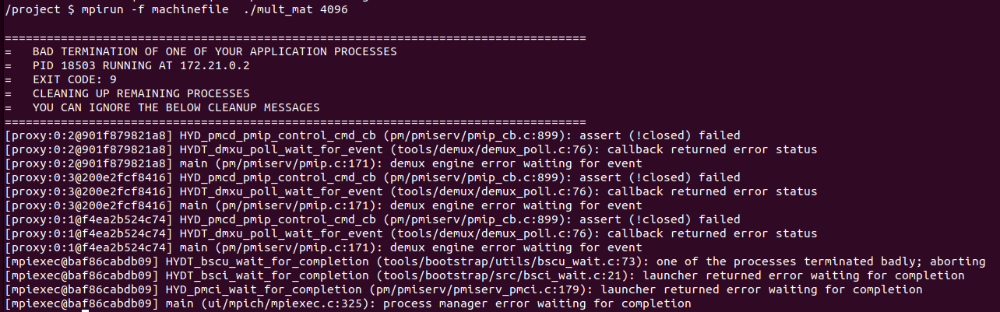 /project $ mpirun -f machinefile  ./mult_mat 4096
===================================================================================
=   BAD TERMINATION OF ONE OF YOUR APPLICATION PROCESSES
=   PID 18503 RUNNING AT 172.21.0.2
=   EXIT CODE: 9
=   CLEANING UP REMAINING PROCESSES
=   YOU CAN IGNORE THE BELOW CLEANUP MESSAGES
===================================================================================
[proxy:0:2@901f879821a8] HYD_pmcd_pmip_control_cmd_cb (pm/pmiserv/pmip_cb.c:899): assert (!closed) failed
[proxy:0:2@901f879821a8] HYDT_dmxu_poll_wait_for_event (tools/demux/demux_poll.c:76): callback returned error status
[proxy:0:2@901f879821a8] main (pm/pmiserv/pmip.c:171): demux engine error waiting for event
[proxy:0:3@200e2fcf8416] HYD_pmcd_pmip_control_cmd_cb (pm/pmiserv/pmip_cb.c:899): assert (!closed) failed
[proxy:0:3@200e2fcf8416] HYDT_dmxu_poll_wait_for_event (tools/demux/demux_poll.c:76): callback returned error status
[proxy:0:3@200e2fcf8416] main (pm/pmiserv/pmip.c:171): demux engine error waiting for event
[proxy:0:1@f4ea2b524c74] HYD_pmcd_pmip_control_cmd_cb (pm/pmiserv/pmip_cb.c:899): assert (!closed) failed
[proxy:0:1@f4ea2b524c74] HYDT_dmxu_poll_wait_for_event (tools/demux/demux_poll.c:76): callback returned error status
[proxy:0:1@f4ea2b524c74] main (pm/pmiserv/pmip.c:171): demux engine error waiting for event
[mpiexec@baf86cabdb09] HYDT_bscu_wait_for_completion (tools/bootstrap/utils/bscu_wait.c:73): one of the processes terminated badly; aborting
[mpiexec@baf86cabdb09] HYDT_bsci_wait_for_completion (tools/bootstrap/src/bsci_wait.c:21): launcher returned error waiting for completion
[mpiexec@baf86cabdb09] HYD_pmci_wait_for_completion (pm/pmiserv/pmiserv_pmci.c:179): launcher returned error waiting for completion
[mpiexec@baf86cabdb09] main (ui/mpich/mpiexec.c:325): process manager error waiting for completion